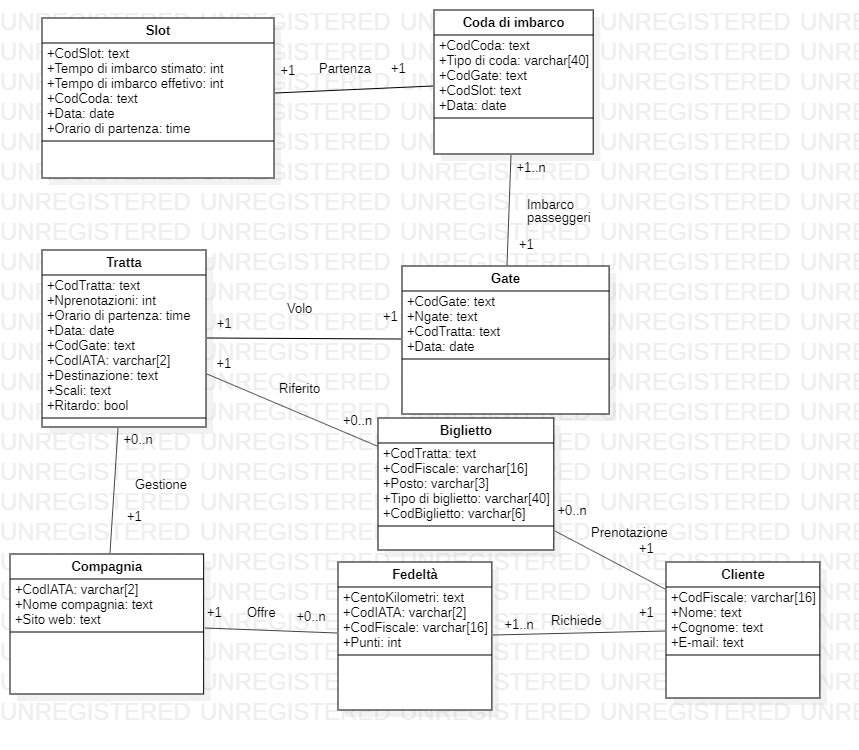 Slot
+CodSlot: text
+Tempo di imbarco stimato: int
+Tempo di imbarco effetivo: int
+CodCoda: text
+Data: date
+Orario di partenza: time
+1
Partenza
+1
Coda di imbarco
+CodCoda: text
+Tipo di coda: varchar[40]
+CodGate: text
+CodSlot: text
+Data: date
+1..n
Imbarco
passeggeri
+1
Tratta
+CodTratta: text
+Nprenotazioni: int
+Orario di partenza: time
+Data: date
+CodGate: text
+CodIATA: varchar[2]
+Destinazione: text
+Scali: text
+Ritardo: bool
+1
Volo
+1
Gate
+CodGate: text
+Ngate: text
+CodTratta: text
+Data: date
+1
Riferito
+0..n
Biglietto
+CodTratta: text
+CodFiscale: varchar[16]
+Posto: varchar[3]
+Tipo di biglietto: varchar[40]
+CodBiglietto: varchar[6]
+0..n
Gestione
+1
+0..n
Prenotazione
+1
Compagnia
+CodIATA: varchar[2]
+Nome compagnia: text
+Sito web: text
+1
Offre
+0..n
Fedeltà
+CentoKilometri: text
+CodIATA: varchar[2]
+CodFiscale: varchar[16]
+Punti: int
+1..n
Richiede
+1
Cliente
+CodFiscale: varchar[16]
+Nome: text
+Cognome: text
+E-mail: text
UNREGISTERED UNREGISTERED UNREGISTERED UNREGISTERED